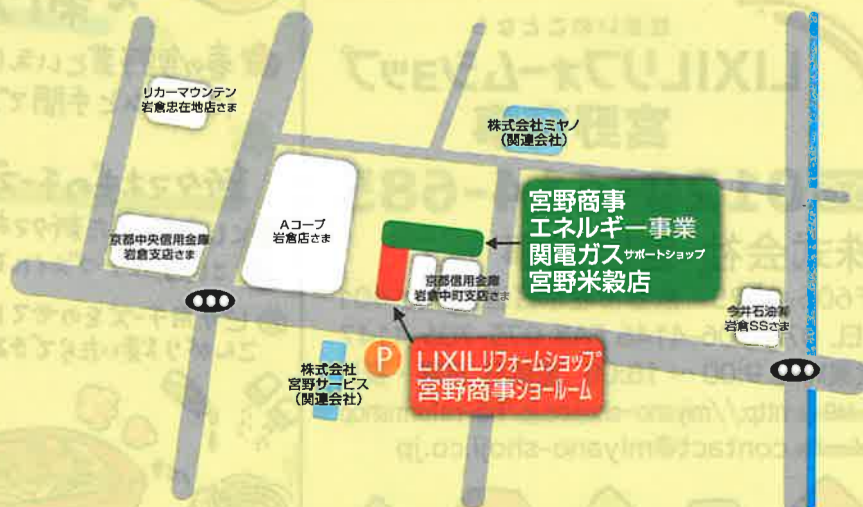 リカーマウンテン
岩倉忠在地店さま
株式会社ミヤノ
(関連会社)
京都中央信用金庫
岩倉支店さま
Aコープ
岩倉店さま
宮野商事
エネルギー事業
関電ガスサポートショップ
宮野米穀店
京都信用金庫
岩倉中町支店さま
今井石油㈱
岩倉SSさま
株式会社
宮野サービス
(関連会社)
P
LIXILリフォームショップ
宮野商事ショールーム